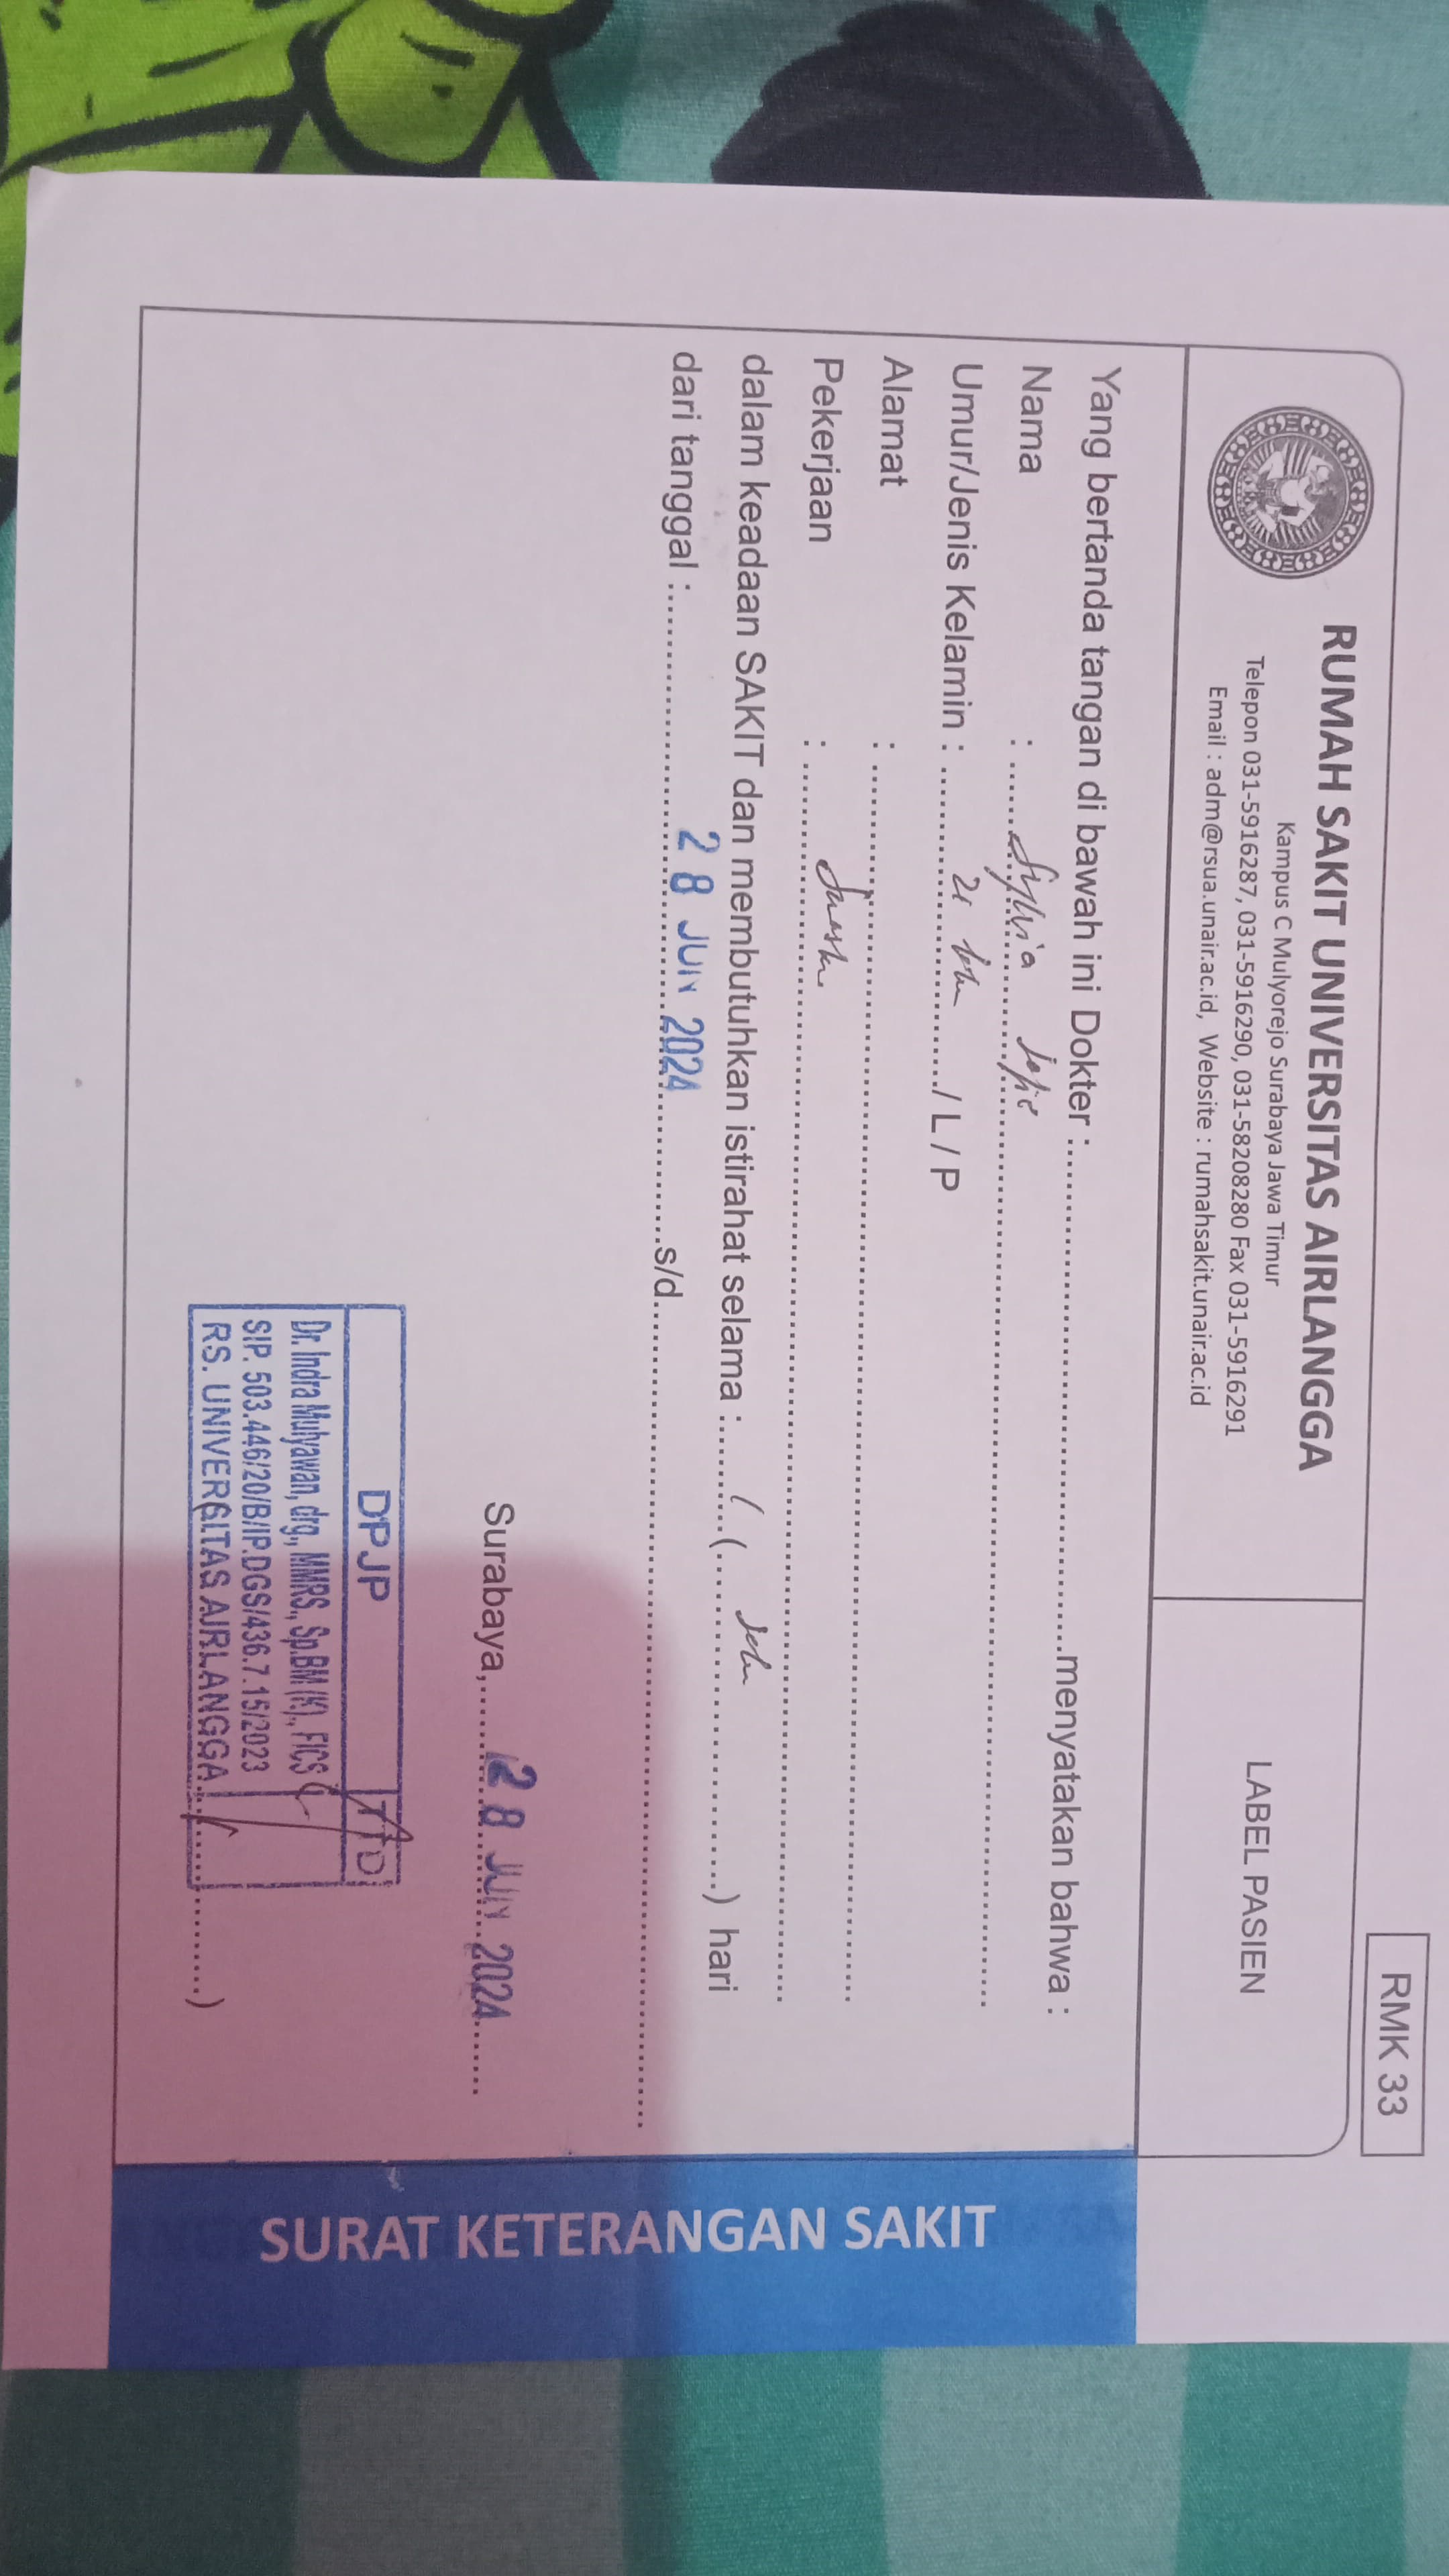 RMK 33
RUMAH SAKIT UNIVERSITAS AIRLANGGA
Kampus C Mulyorejo Surabaya Jawa Timur
Telepon 031-5916287, 031-5916290, 031-58208280 Fax 031-5916291
Email : adm@rsua.unair.ac.id, Website : rumahsakit.unair.ac.id
LABEL PASIEN
Yang bertanda tangan di bawah ini Dokter : menyatakan bahwa :
Nama : Sylvia
Umur/Jenis Kelamin : 21 / L / P
Alamat :
Pekerjaan : Swasta
dalam keadaan SAKIT dan membutuhkan istirahat selama : ( ) hari
dari tanggal : 28 JUN 2024 s/d
Surabaya, 28 JUN 2024
DPJP TTD
Dr. Indra Mulyawan, drg., MMRS., Sp.BM (K)., FICS
SIP. 503.446/20/B/IP.DGS/436.7.15/2023
RS. UNIVERSITAS AIRLANGGA
SURAT KETERANGAN SAKIT